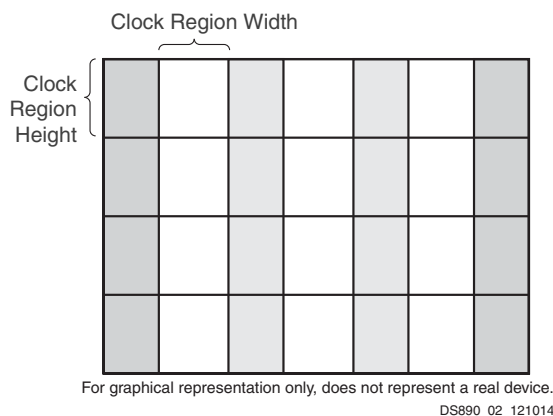 Clock Region Width
Clock
Region
Height
For graphical representation only, does not represent a real device.
DS890_02_121014